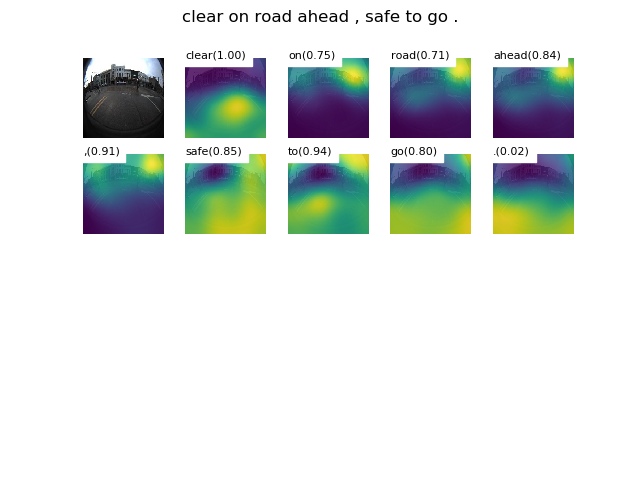 clear on road ahead , safe to go .
clear(1.00) on(0.75) road(0.71) ahead(0.84)
,(0.91) safe(0.85) to(0.94) go(0.80) .(0.02)